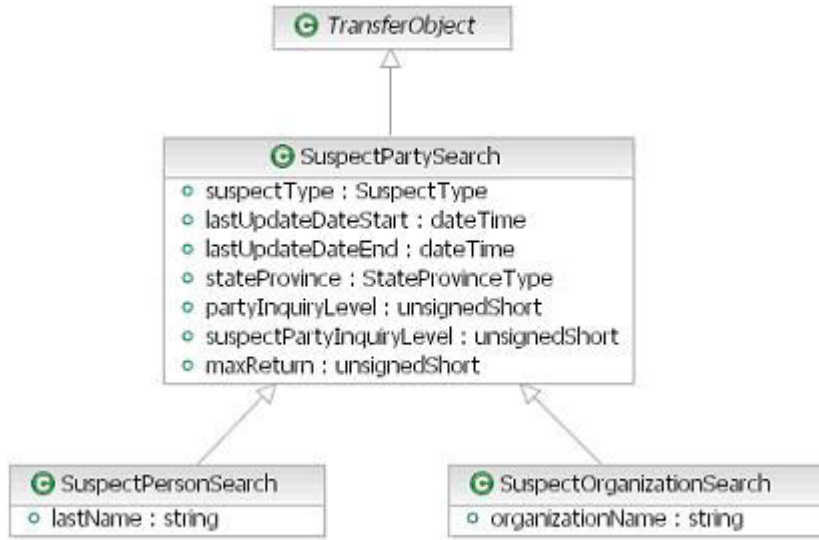 TransferObject
SuspectPartySearch
suspectType : SuspectType
lastUpdateDateStart : dateTime
lastUpdateDateEnd : dateTime
stateProvince : StateProvinceType
partyInquiryLevel : unsignedShort
suspectPartyInquiryLevel : unsignedShort
maxReturn : unsignedShort
SuspectPersonSearch
lastName : string
SuspectOrganizationSearch
organizationName : string